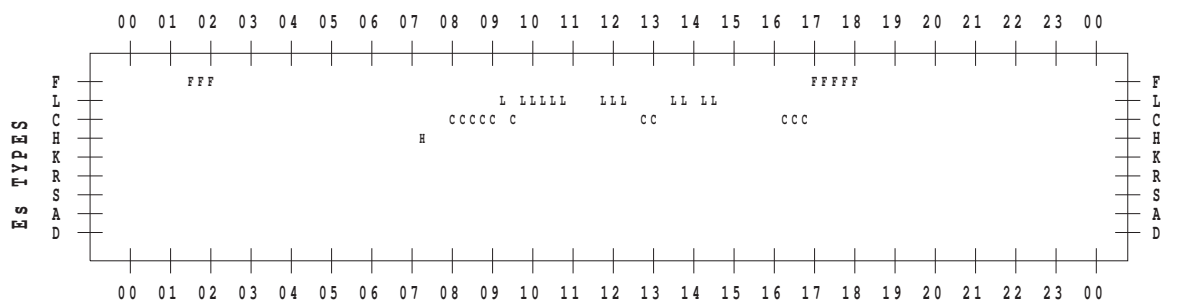 00 01 02 03 04 05 06 07 08 09 10 11 12 13 14 15 16 17 18 19 20 21 22 23 00
F FFF FFFFF F
L L LLLLL LLL LL LL L
C CCCCC C CC CCC C
H H H
K K
R R
S S
A A
D D
Es TYPES
00 01 02 03 04 05 06 07 08 09 10 11 12 13 14 15 16 17 18 19 20 21 22 23 00